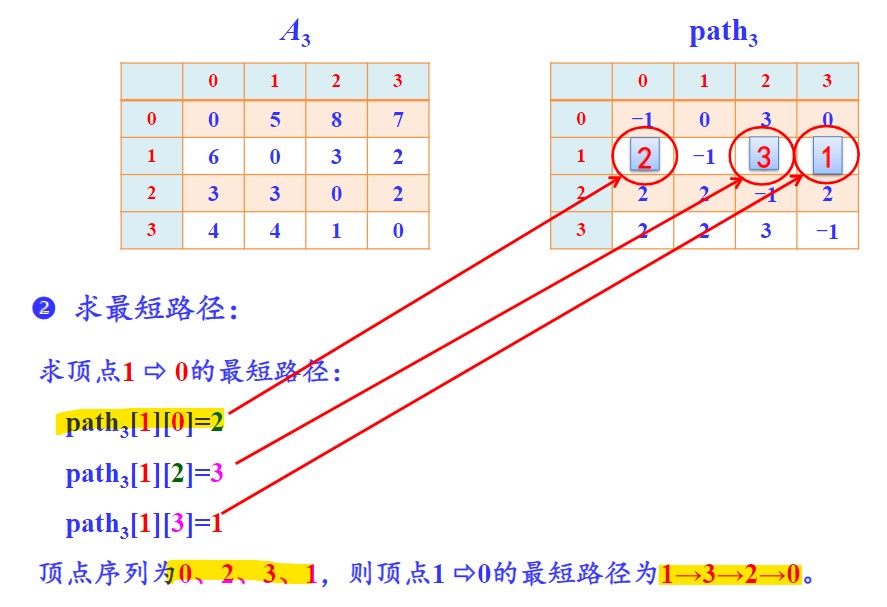 A₃ path₃
0 1 2 3 0 1 2 3
0 0 5 8 7 0 −1 0 3 0
1 6 0 3 2 1 2 −1 3 1
2 3 3 0 2 2 2 2 −1 2
3 4 4 1 0 3 2 2 3 −1
❷ 求最短路径：
求顶点1 ⇨ 0的最短路径：
path₃[1][0]=2
path₃[1][2]=3
path₃[1][3]=1
顶点序列为0、2、3、1，则顶点1 ⇨0的最短路径为1→3→2→0。